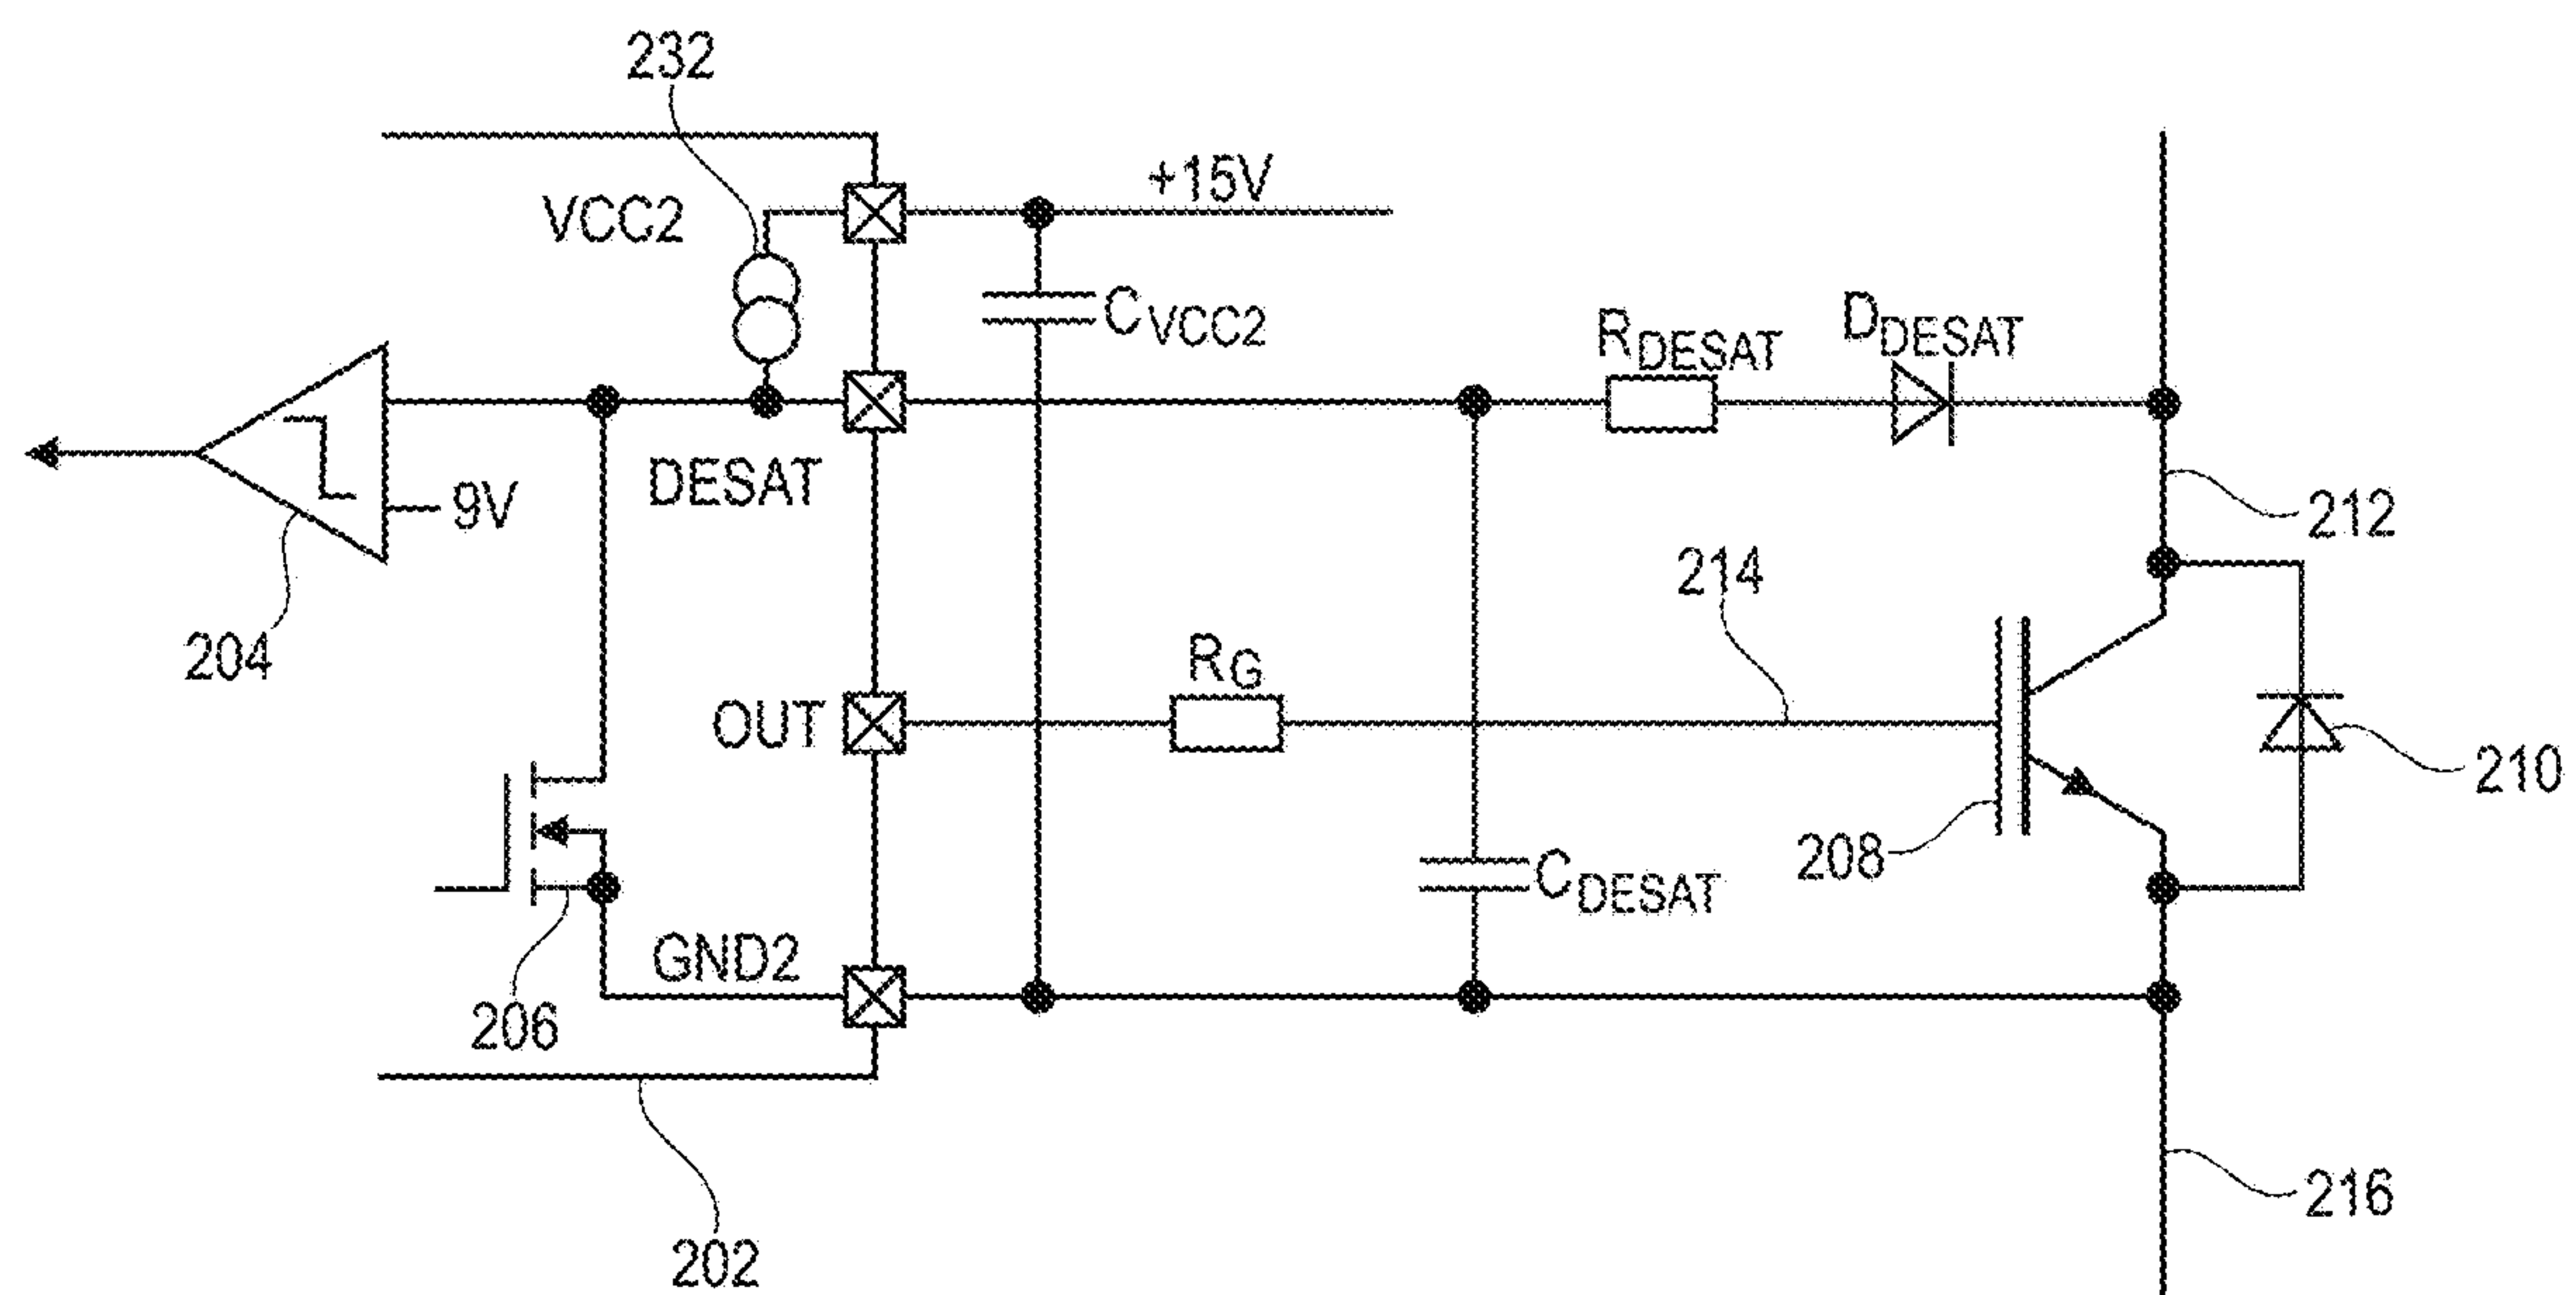 232
+15V
VCC2
CVCC2
RDESAT
DDESAT
DESAT
9V
212
214
204
RG
OUT
210
208
CDESAT
GND2
206
216
202